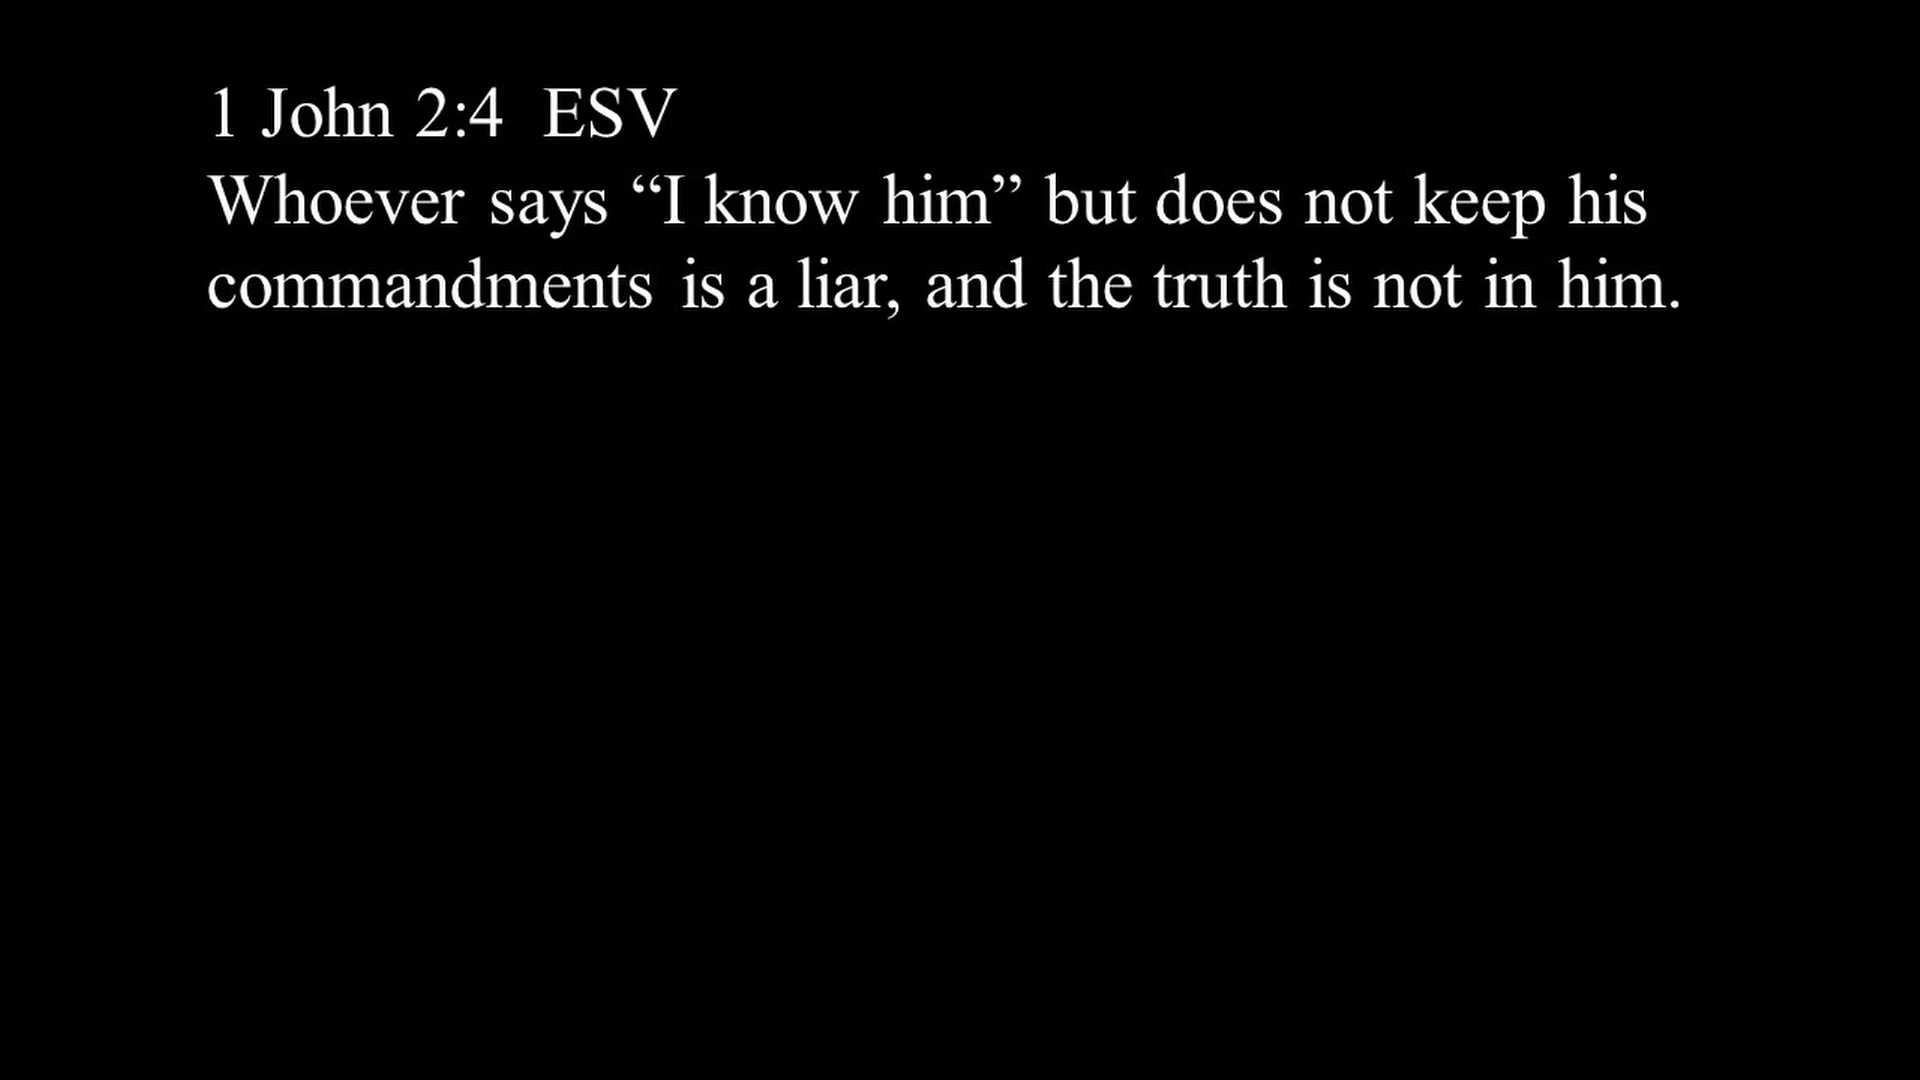 1 John 2:4  ESV
Whoever says “I know him” but does not keep his
commandments is a liar, and the truth is not in him.